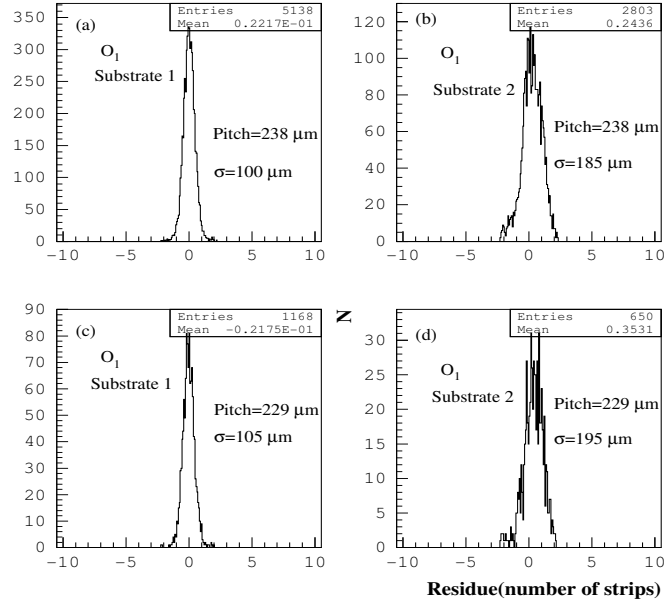 (a)
Entries 5138
Mean 0.2217E-01
O1
Substrate 1
Pitch=238 μm
σ=100 μm
350
300
250
200
150
100
50
0
−10 −5 0 5 10
(b)
Entries 2803
Mean 0.2436
O1
Substrate 2
Pitch=238 μm
σ=185 μm
120
100
80
60
40
20
0
−10 −5 0 5 10
(c)
Entries 1168
Mean −0.2175E-01
O1
Substrate 1
Pitch=229 μm
σ=105 μm
90
80
70
60
50
40
30
20
10
0
−10 −5 0 5 10
N
(d)
Entries 650
Mean 0.3531
O1
Substrate 2
Pitch=229 μm
σ=195 μm
30
25
20
15
10
5
0
−10 −5 0 5 10
Residue(number of strips)